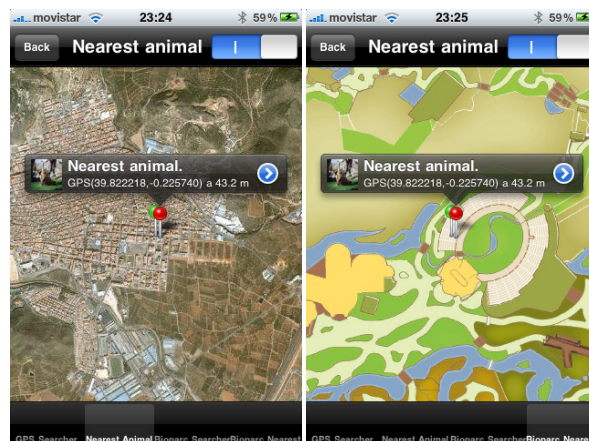 movistar 23:24 59%
Back Nearest animal
Nearest animal.
GPS(39.822218,-0.225740) a 43.2 m
GPS Searcher Nearest Animal Bioparc Searcher Bioparc Nearest
movistar 23:25 59%
Back Nearest animal
Nearest animal.
GPS(39.822218,-0.225740) a 43.2 m
GPS Searcher Nearest Animal Bioparc Searcher Bioparc Neare